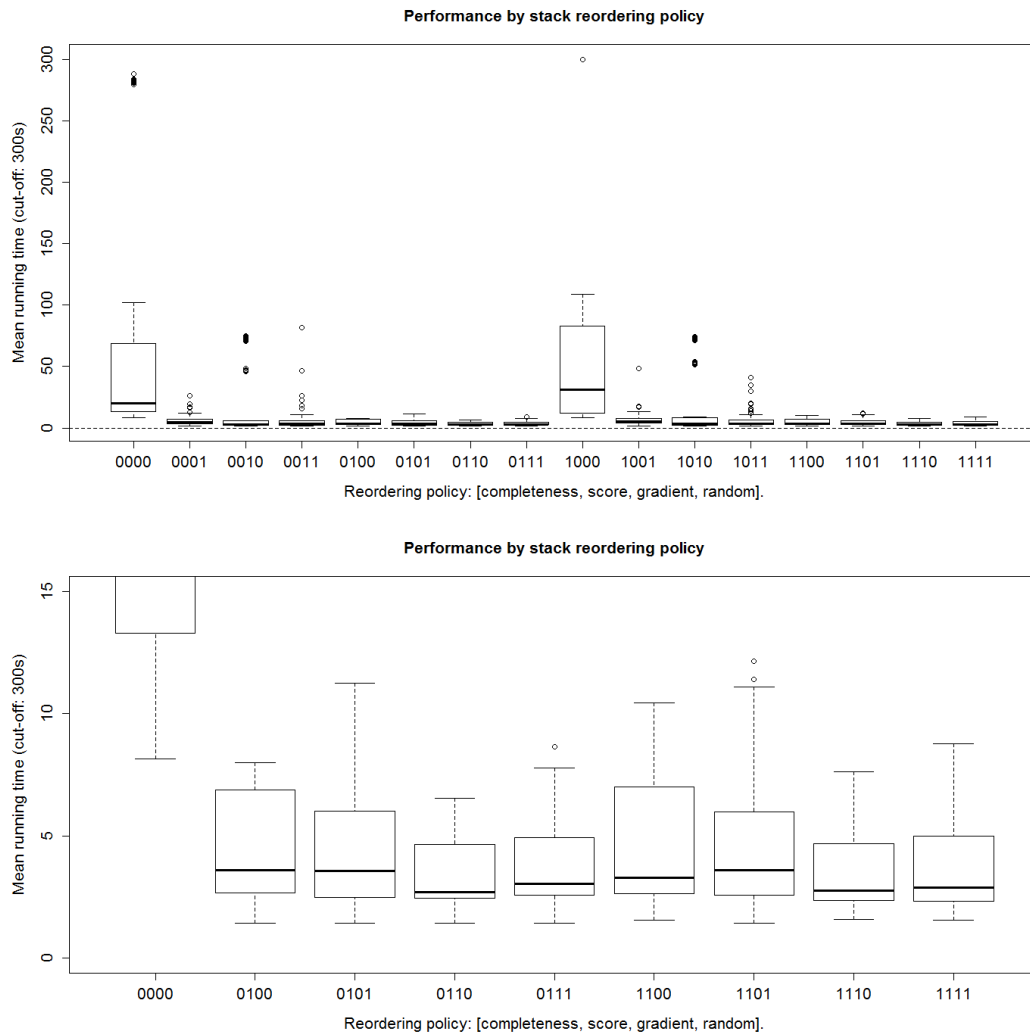 Performance by stack reordering policy
Mean running time (cut-off: 300s)
300
250
200
150
100
50
0
0000 0001 0010 0011 0100 0101 0110 0111 1000 1001 1010 1011 1100 1101 1110 1111
Reordering policy: [completeness, score, gradient, random].
Performance by stack reordering policy
Mean running time (cut-off: 300s)
15
10
5
0
0000 0100 0101 0110 0111 1100 1101 1110 1111
Reordering policy: [completeness, score, gradient, random].